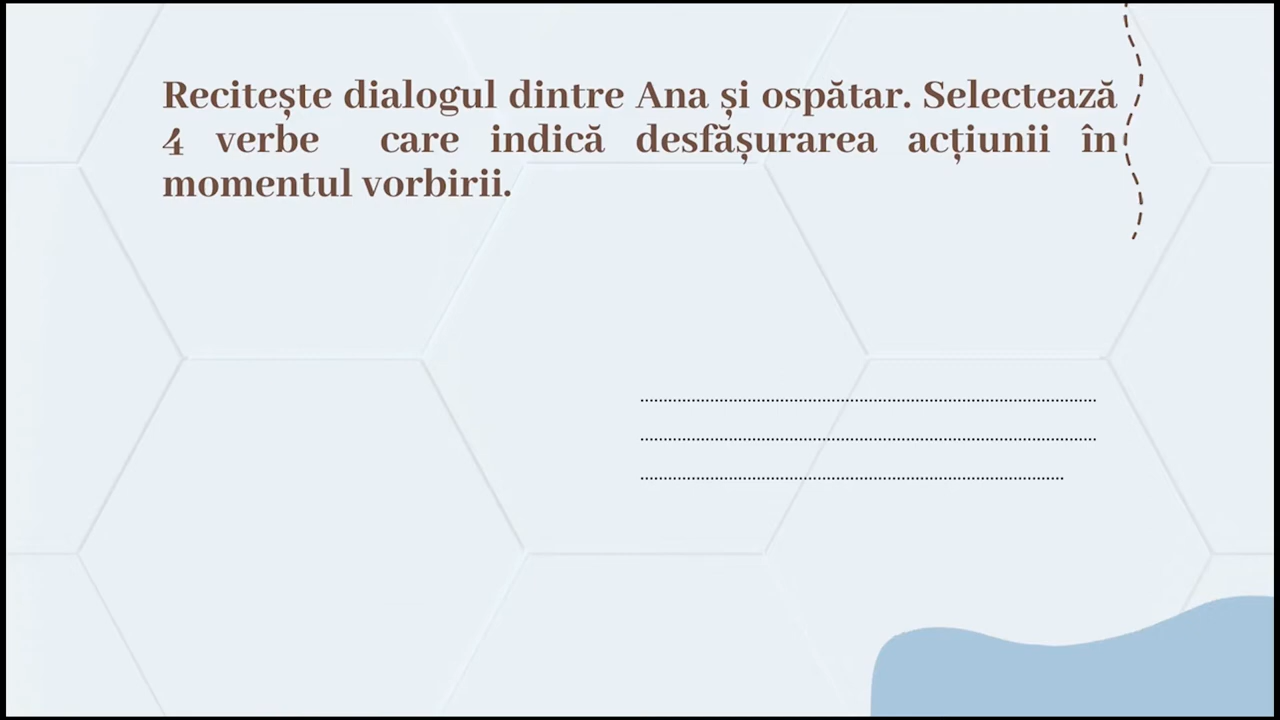 Recitește dialogul dintre Ana și ospătar. Selectează
4 verbe care indică desfășurarea acțiunii în
momentul vorbirii.